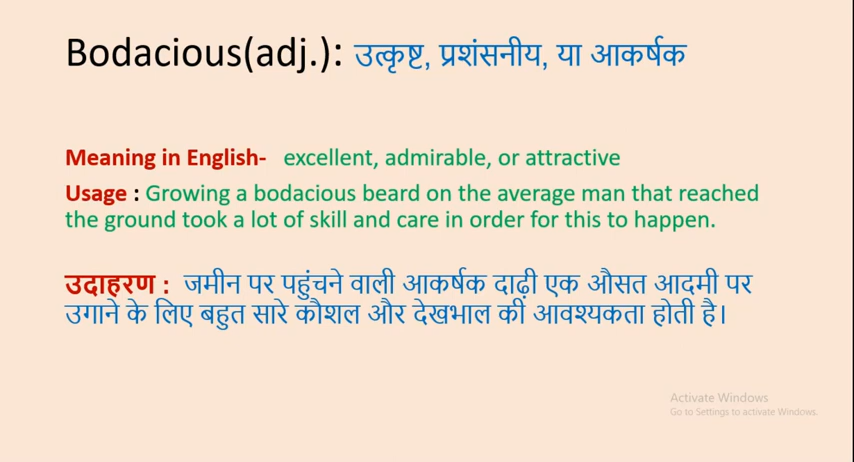 Bodacious(adj.): उत्कृष्ट, प्रशंसनीय, या आकर्षक
Meaning in English- excellent, admirable, or attractive
Usage : Growing a bodacious beard on the average man that reached
the ground took a lot of skill and care in order for this to happen.
उदाहरण : जमीन पर पहुंचने वाली आकर्षक दाढ़ी एक औसत आदमी पर
उगाने के लिए बहुत सारे कौशल और देखभाल की आवश्यकता होती है।
Activate Windows
Go to Settings to activate Windows.